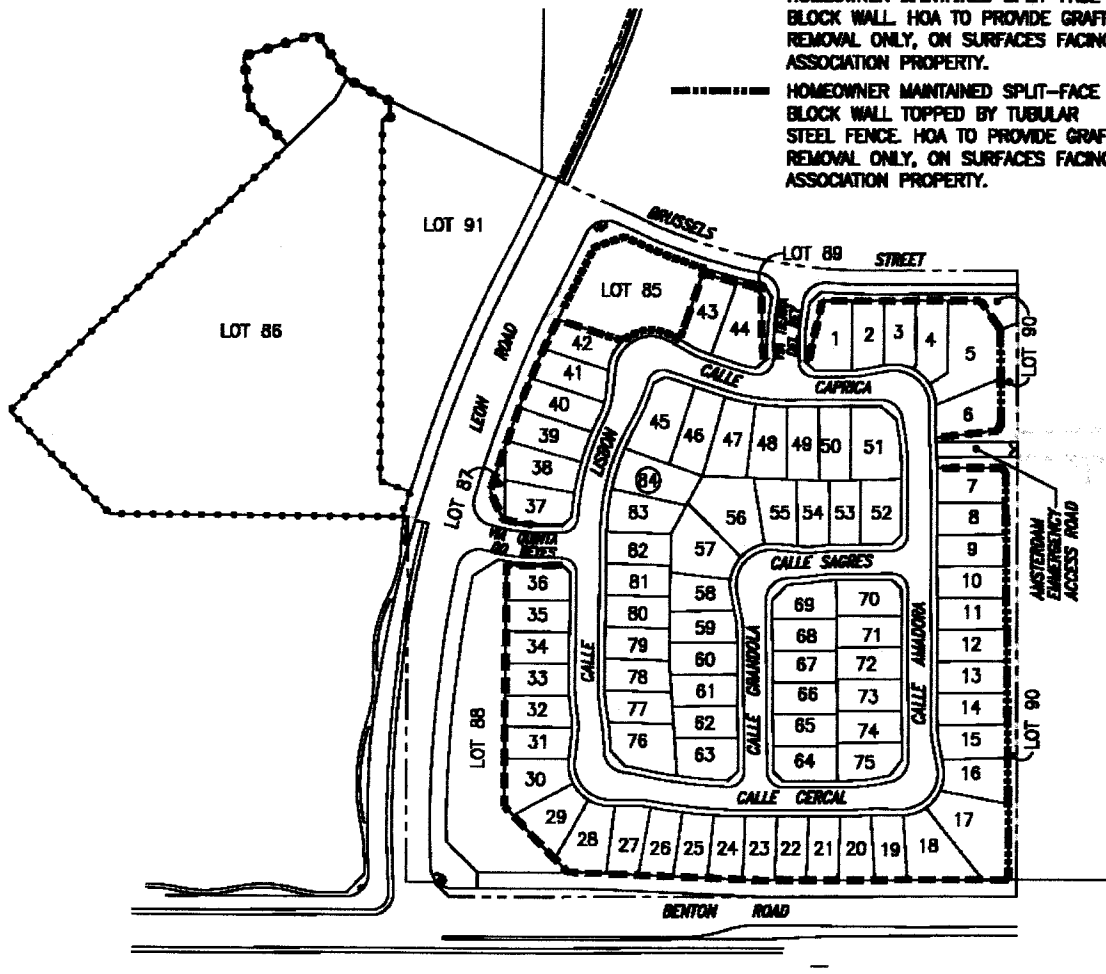 BLOCK WALL. HOA TO PROVIDE GRAFF
REMOVAL ONLY, ON SURFACES FACING
ASSOCIATION PROPERTY.
HOMEOWNER MAINTAINED SPLIT-FACE
BLOCK WALL TOPPED BY TUBULAR
STEEL FENCE. HOA TO PROVIDE GRAF
REMOVAL ONLY, ON SURFACES FACING
ASSOCIATION PROPERTY.
BRUSSELS STREET
LOT 91
LOT 89
LOT 85
LOT 86
LOT 90
LEON ROAD
43
44
1
2
3
4
5
6
42
41
40
39
38
37
CALLE CAPRICA
LISBON
45
46
47
48
49
50
51
84
83
56
55
54
53
52
LOT 87
QUINTA
82
57
CALLE SAGRES
7
8
9
10
11
12
13
14
15
16
AMSTERDAM
EMMERGENCY
ACCESS ROAD
36
35
34
33
32
31
30
CALLE
81
80
79
78
77
76
58
59
60
61
62
63
CALLE GRANDOLA
69
70
68
71
67
72
66
73
65
74
64
75
CALLE AMADORA
LOT 90
LOT 88
CALLE CERCAL
29
28
27
26
25
24
23
22
21
20
19
18
17
BENTON ROAD